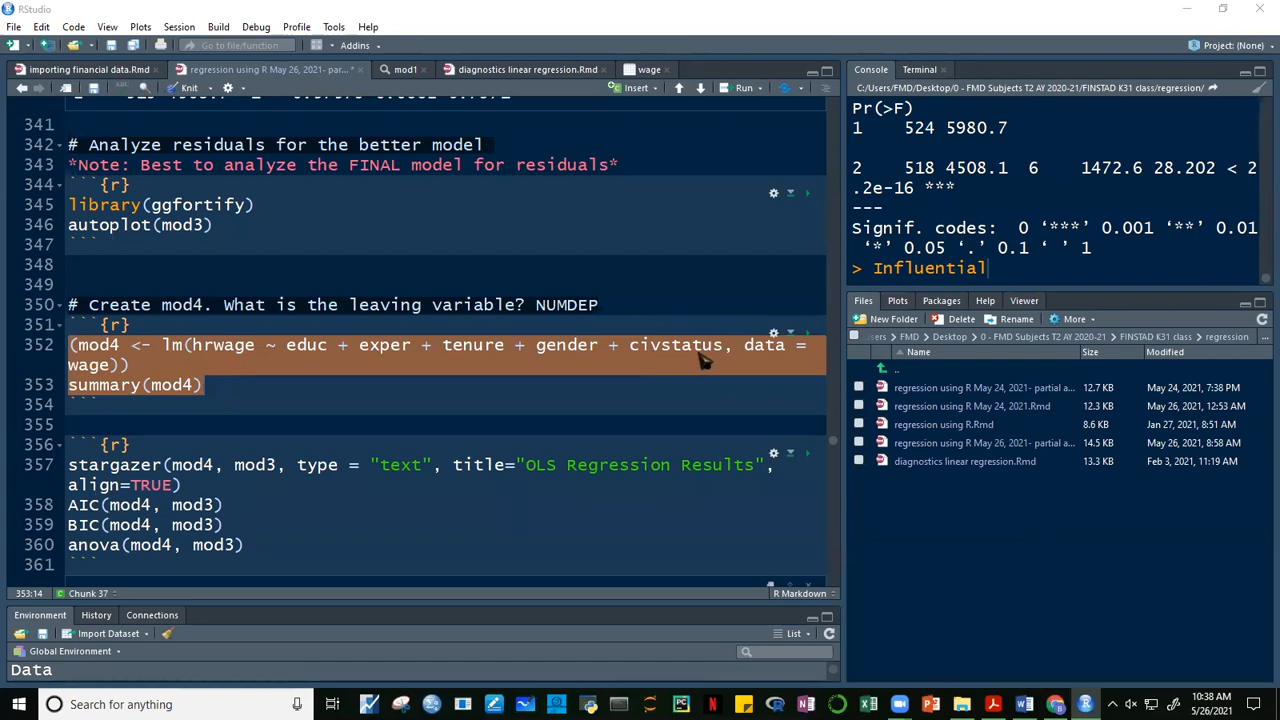 RStudio
File Edit Code View Plots Session Build Debug Profile Tools Help
Go to file/function Addins Project: (None)
importing financial data.Rmd regression using R May 26, 2021- par...* mod1 diagnostics linear regression.Rmd wage
Knit Insert Run
341
342 # Analyze residuals for the better model
343 *Note: Best to analyze the FINAL model for residuals*
344 ```{r}
345 library(ggfortify)
346 autoplot(mod3)
347 ```
348
349
350 # Create mod4. What is the leaving variable? NUMDEP
351 ```{r}
352 (mod4 <- lm(hrwage ~ educ + exper + tenure + gender + civstatus, data =
wage))
353 summary(mod4)
354 ```
355
356 ```{r}
357 stargazer(mod4, mod3, type = "text", title="OLS Regression Results",
align=TRUE)
358 AIC(mod4, mod3)
359 BIC(mod4, mod3)
360 anova(mod4, mod3)
361 ```
353:14 Chunk 37 R Markdown
Environment History Connections
Import Dataset List
Global Environment
Data
Console Terminal
C:/Users/FMD/Desktop/0 - FMD Subjects T2 AY 2020-21/FINSTAD K31 class/regression/
Pr(>F)
1 524 5980.7
2 518 4508.1 6 1472.6 28.202 < 2
.2e-16 ***
---
Signif. codes: 0 ‘***’ 0.001 ‘**’ 0.01
‘*’ 0.05 ‘.’ 0.1 ‘ ’ 1
> Influential
Files Plots Packages Help Viewer
New Folder Delete Rename More
FMD Desktop 0 - FMD Subjects T2 AY 2020-21 FINSTAD K31 class regression ...
Name Size Modified
..
regression using R May 24, 2021- partial a... 12.7 KB May 24, 2021, 7:38 PM
regression using R May 24, 2021.Rmd 12.3 KB May 26, 2021, 12:53 AM
regression using R.Rmd 8.6 KB Jan 27, 2021, 8:51 AM
regression using R May 26, 2021- partial a... 14.5 KB May 26, 2021, 8:58 AM
diagnostics linear regression.Rmd 13.3 KB Feb 3, 2021, 11:19 AM
Type here to search
10:38 AM
5/26/2021